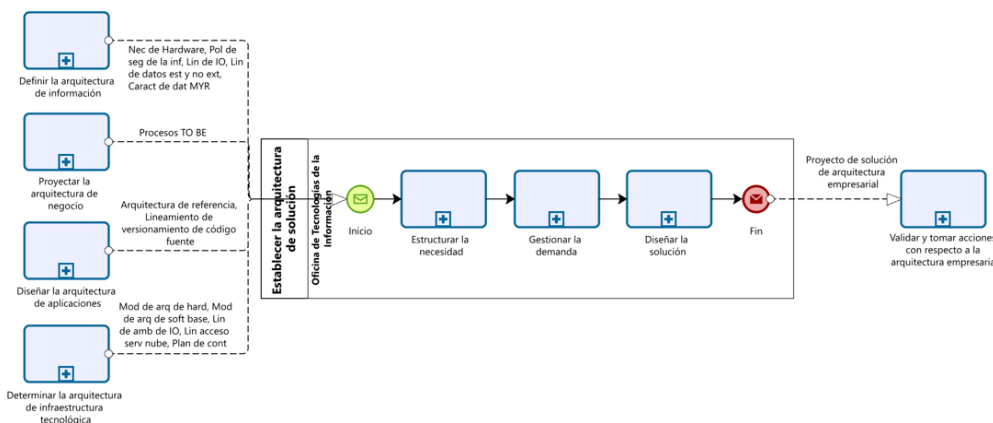 Nec de Hardware, Pol de
seg de la inf, Lin de IO, Lin
de datos est y no ext,
Caract de dat MYR
Definir la arquitectura
de información
Procesos TO BE
Proyectar la
arquitectura de
negocio
Arquitectura de referencia,
Lineamiento de
versionamiento de código
fuente
Diseñar la arquitectura
de aplicaciones
Mod de arq de hard, Mod
de arq de soft base, Lin
de amb de IO, Lin acceso
serv nube, Plan de cont
Determinar la arquitectura
de infraestructura
tecnológica
Establecer la arquitectura
de solución
Oficina de Tecnologías de la
Información
Inicio
Estructurar la
necesidad
Gestionar la
demanda
Diseñar la
solución
Fin
Proyecto de solución
de arquitectura
empresarial
Validar y tomar acciones
con respecto a la
arquitectura empresaria